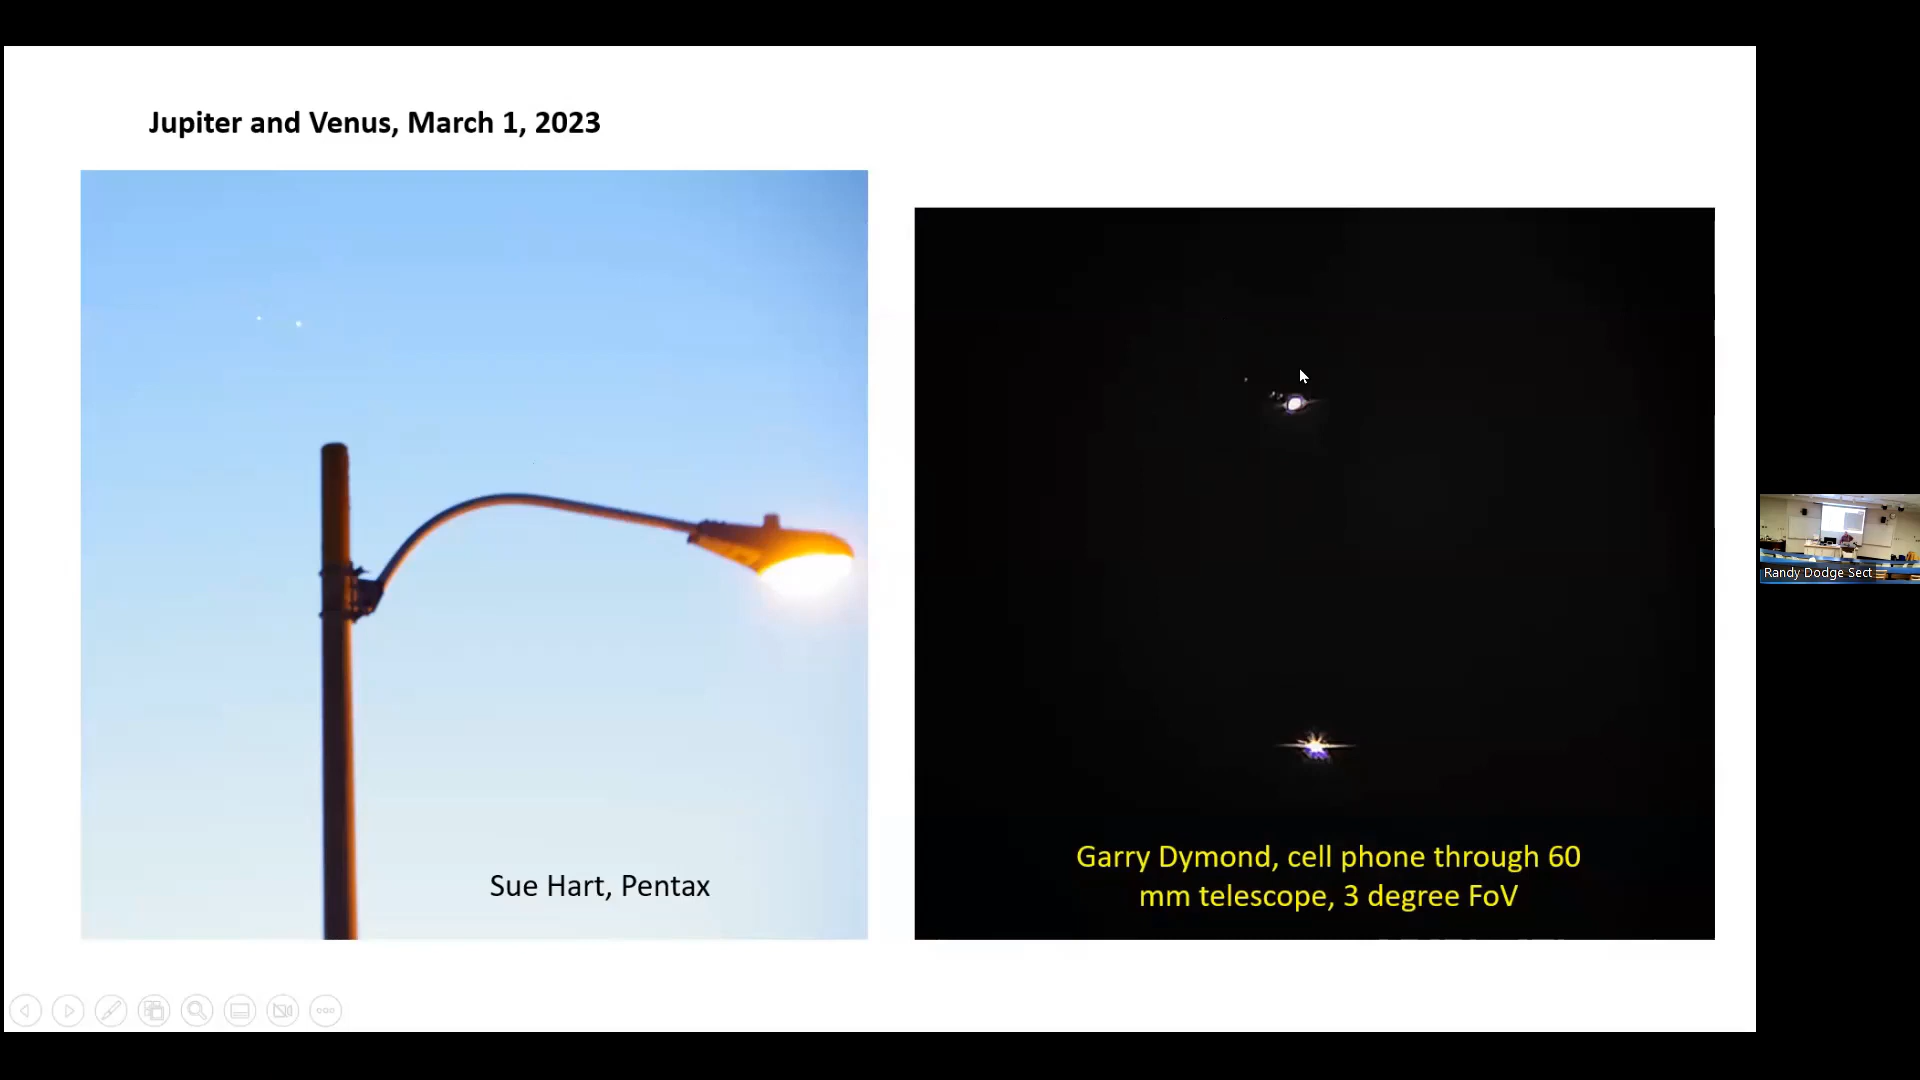 Jupiter and Venus, March 1, 2023
Sue Hart, Pentax
Garry Dymond, cell phone through 60
mm telescope, 3 degree FoV
Randy Dodge Sect